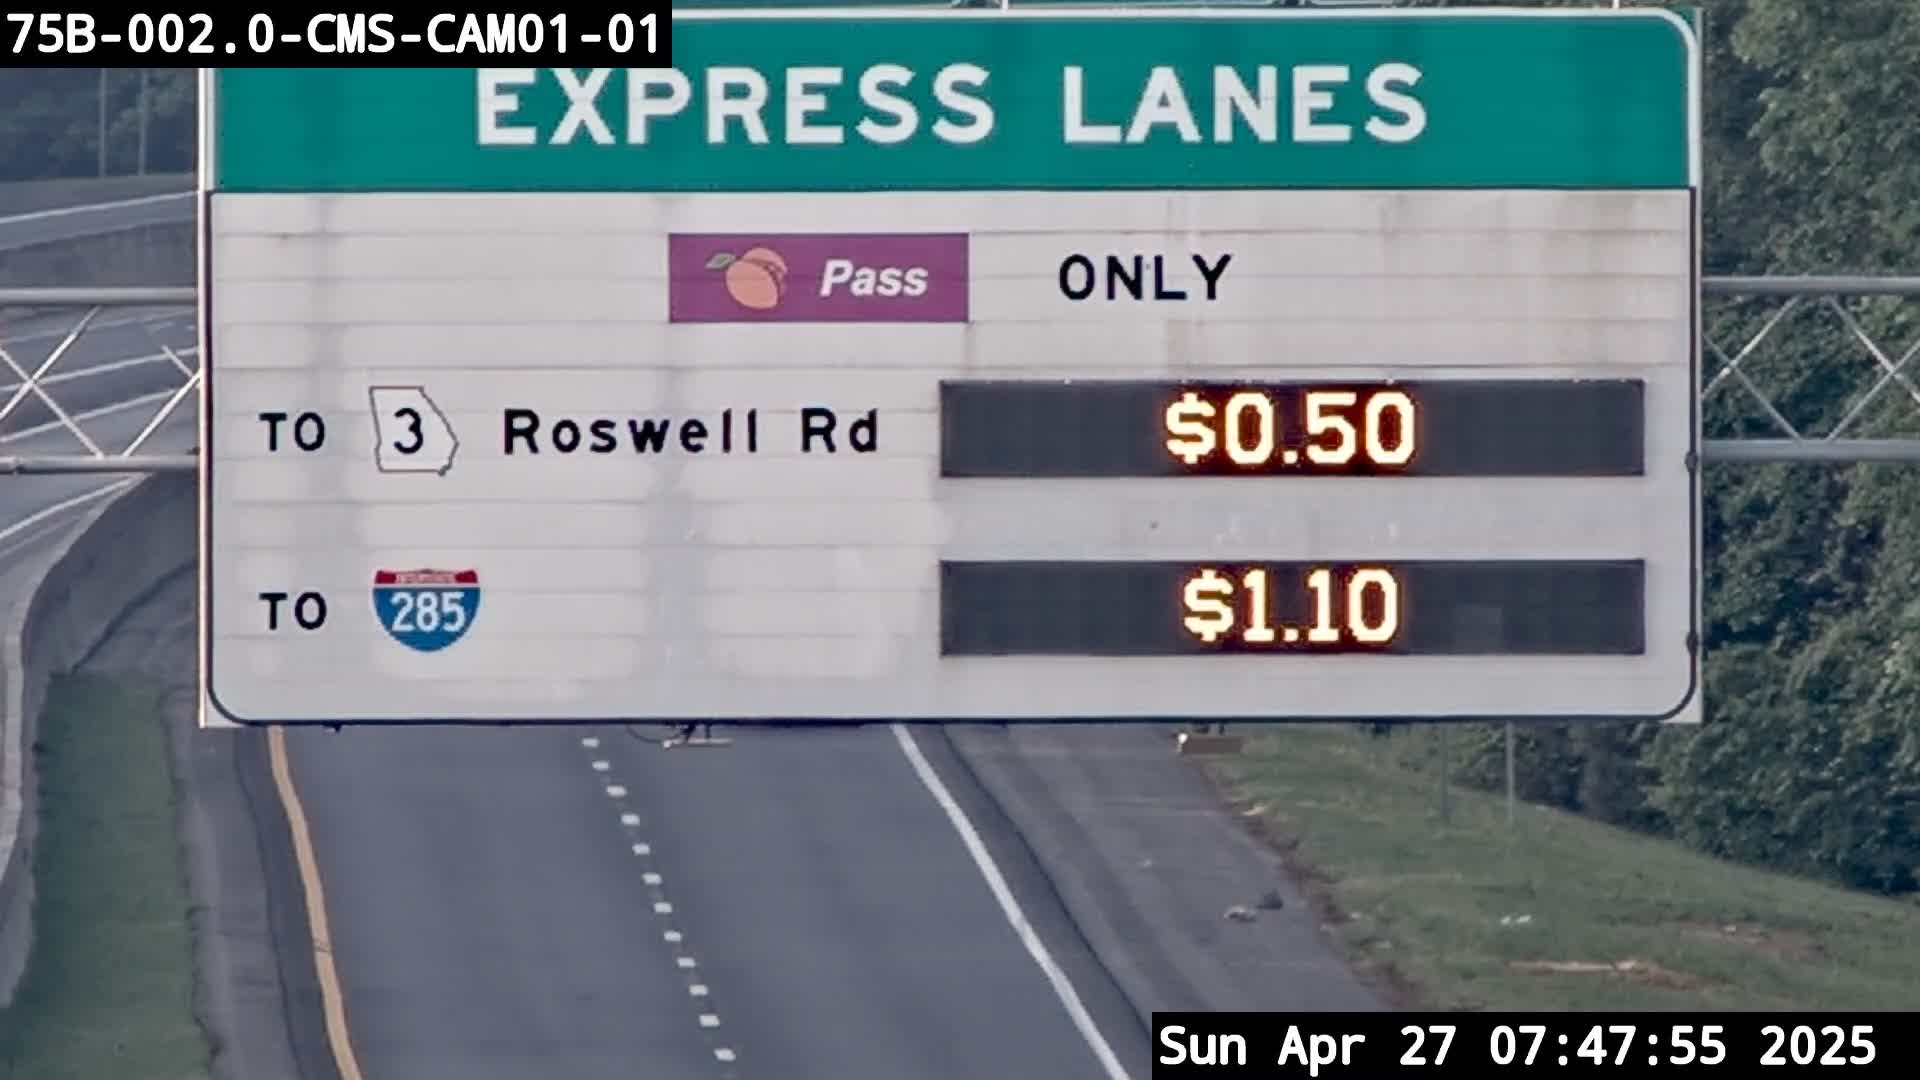 75B-002.0-CMS-CAM01-01
EXPRESS LANES
Pass ONLY
TO 3 Roswell Rd $0.50
TO INTERSTATE 285 $1.10
Sun Apr 27 07:47:55 2025